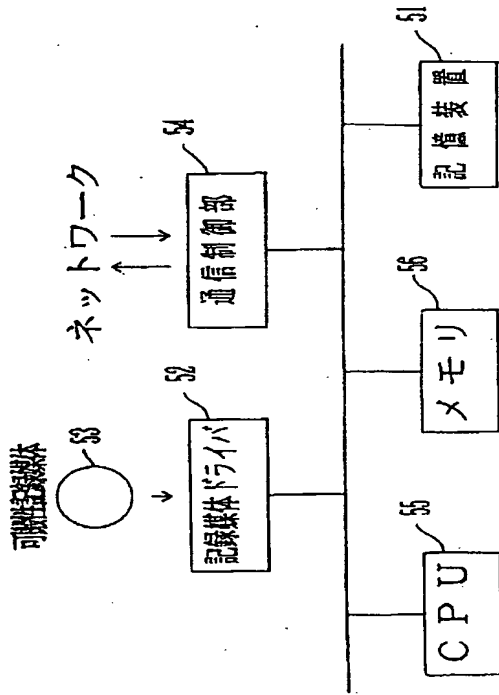 可搬性記録媒体
53
ネットワーク
52
記録媒体ドライバ
54
通信制御部
55
CPU
56
メモリ
51
記憶装置